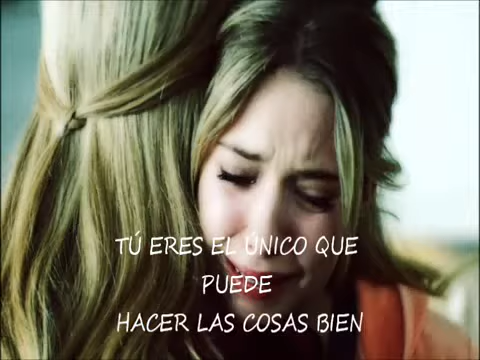 TÚ ERES EL ÚNICO QUE
PUEDE
HACER LAS COSAS BIEN